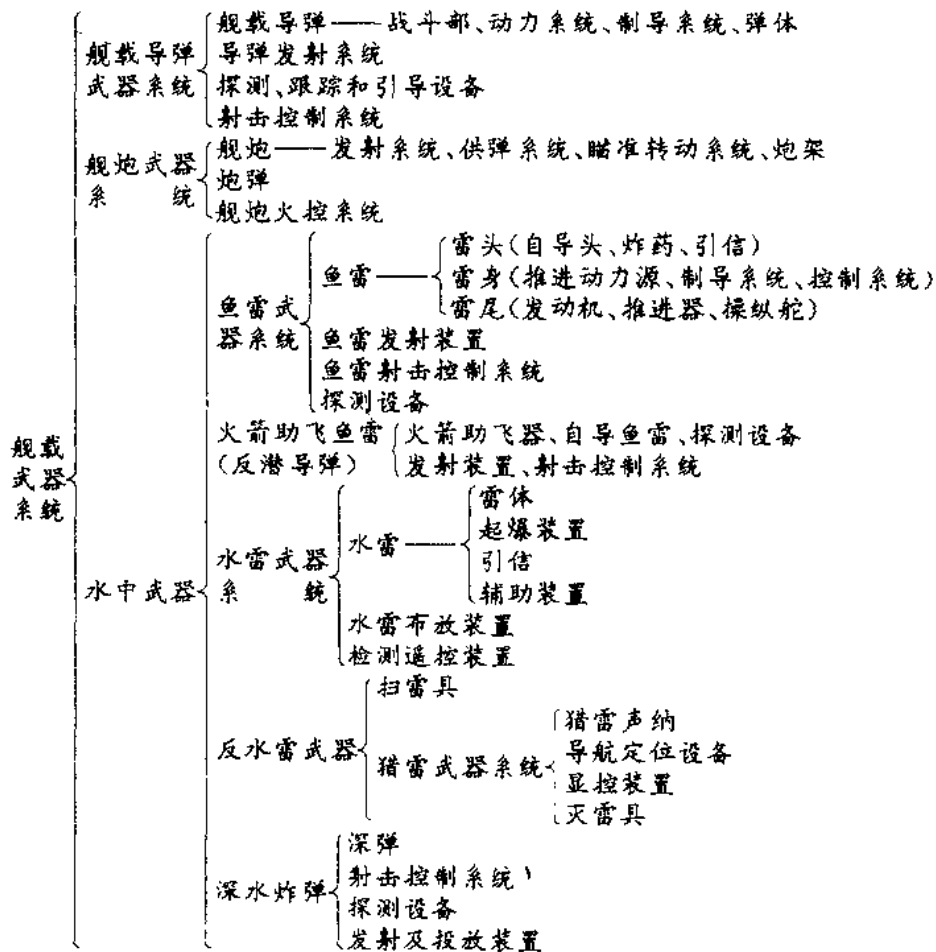 舰载导弹——战斗部、动力系统、制导系统、弹体
舰载导弹
武器系统
导弹发射系统
探测、跟踪和引导设备
射击控制系统
舰炮武器
系统
舰炮——发射系统、供弹系统、瞄准转动系统、炮架
炮弹
舰炮火控系统
鱼雷武
器系统
鱼雷——
雷头(自导头、炸药、引信)
雷身(推进动力源、制导系统、控制系统)
雷尾(发动机、推进器、操纵舵)
鱼雷发射装置
鱼雷射击控制系统
探测设备
舰载
武器
系统
火箭助飞鱼雷
(反潜导弹)
火箭助飞器、自导鱼雷、探测设备
发射装置、射击控制系统
水中武器
水雷武器
系统
水雷——
雷体
起爆装置
引信
辅助装置
水雷布放装置
检测遥控装置
反水雷武器
扫雷具
猎雷武器系统
猎雷声纳
导航定位设备
显控装置
灭雷具
深水炸弹
深弹
射击控制系统
探测设备
发射及投放装置